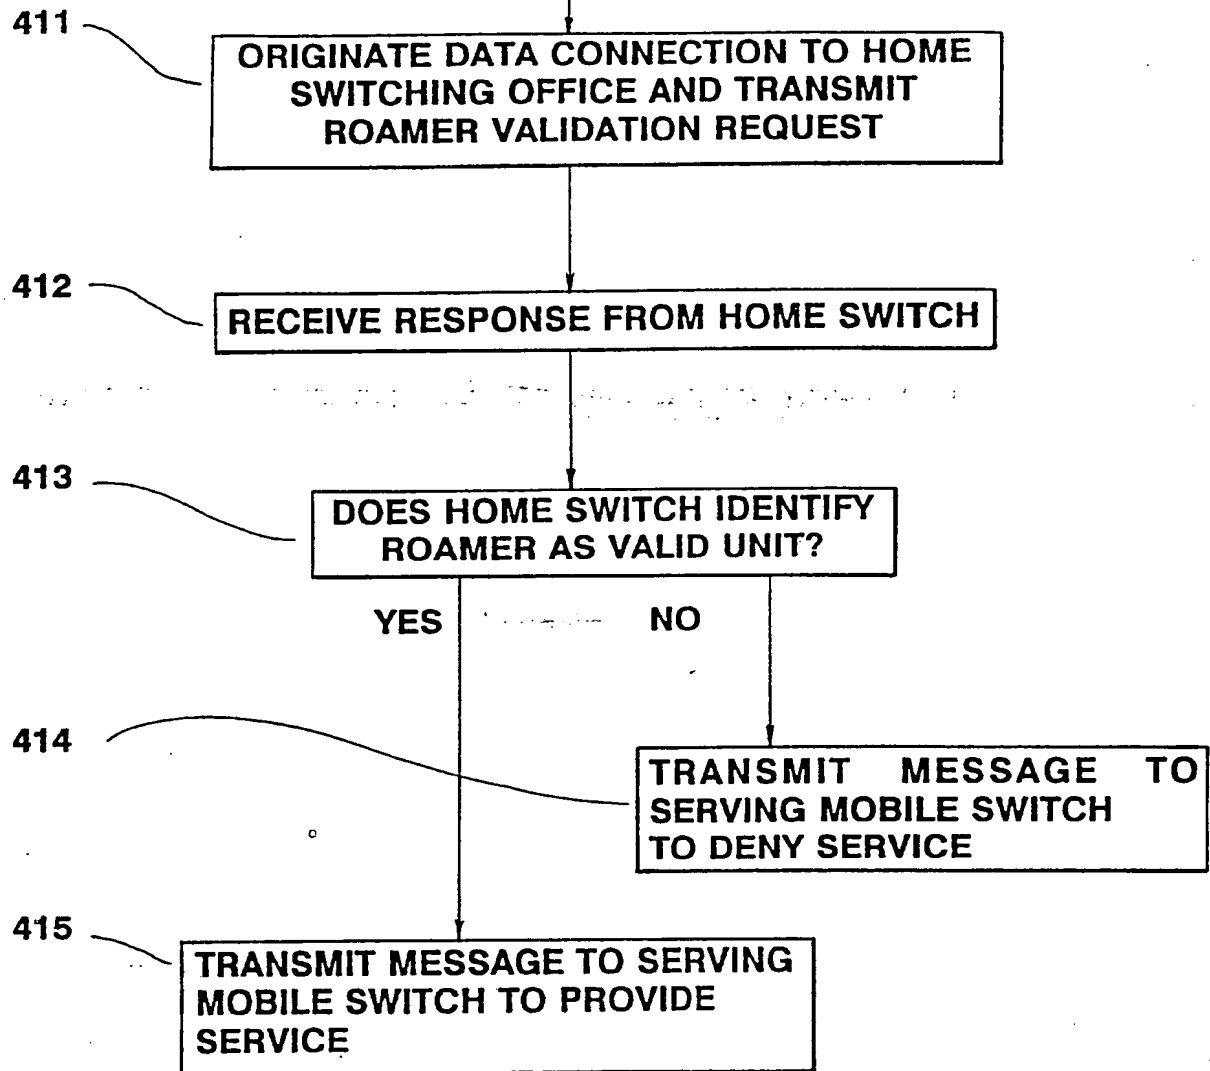 411
ORIGINATE DATA CONNECTION TO HOME
SWITCHING OFFICE AND TRANSMIT
ROAMER VALIDATION REQUEST
412
RECEIVE RESPONSE FROM HOME SWITCH
413
DOES HOME SWITCH IDENTIFY
ROAMER AS VALID UNIT?
YES NO
414
TRANSMIT MESSAGE TO
SERVING MOBILE SWITCH
TO DENY SERVICE
415
TRANSMIT MESSAGE TO SERVING
MOBILE SWITCH TO PROVIDE
SERVICE